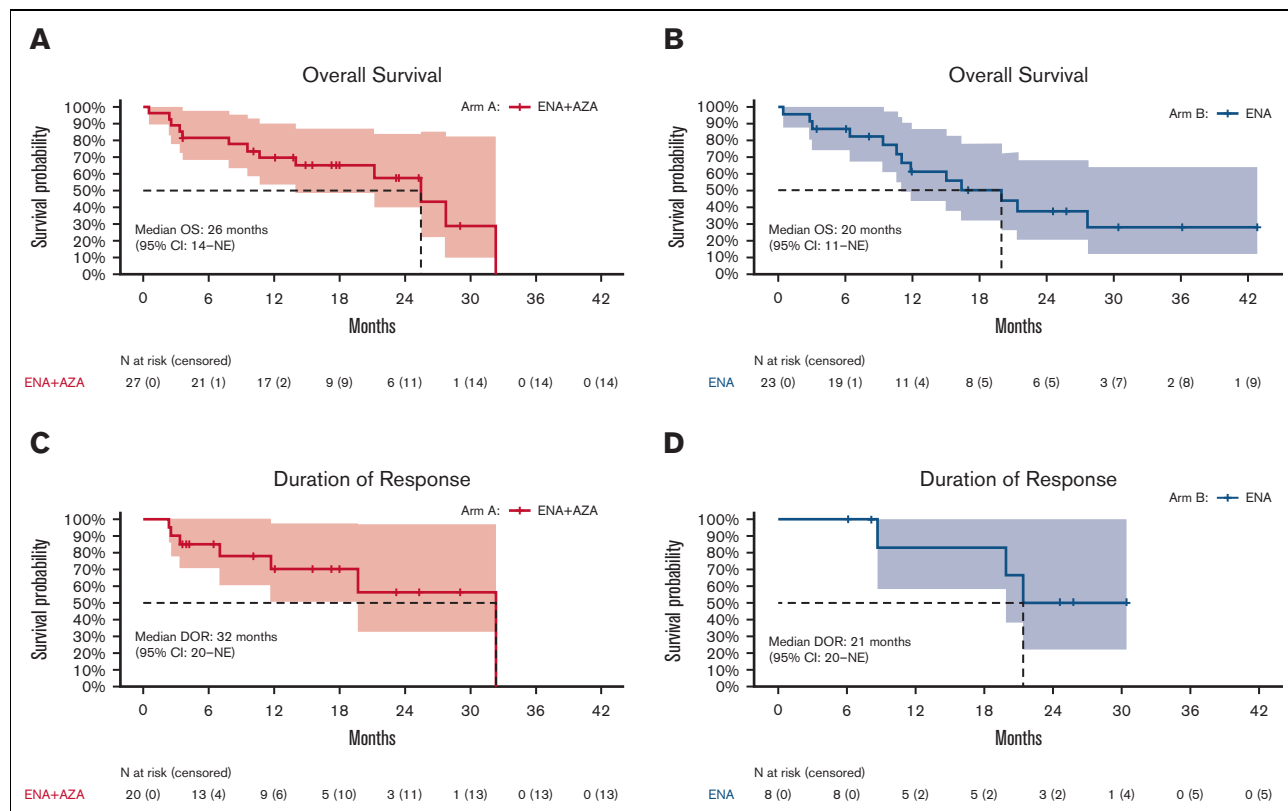 A
Overall Survival
Arm A: ENA+AZA
Survival probability
100%
90%
80%
70%
60%
50%
40%
30%
20%
10%
0%
Median OS: 26 months
(95% CI: 14–NE)
0 6 12 18 24 30 36 42
Months
N at risk (censored)
ENA+AZA 27 (0) 21 (1) 17 (2) 9 (9) 6 (11) 1 (14) 0 (14) 0 (14)
B
Overall Survival
Arm B: ENA
Survival probability
100%
90%
80%
70%
60%
50%
40%
30%
20%
10%
0%
Median OS: 20 months
(95% CI: 11–NE)
0 6 12 18 24 30 36 42
Months
N at risk (censored)
ENA 23 (0) 19 (1) 11 (4) 8 (5) 6 (5) 3 (7) 2 (8) 1 (9)
C
Duration of Response
Arm A: ENA+AZA
Survival probability
100%
90%
80%
70%
60%
50%
40%
30%
20%
10%
0%
Median DOR: 32 months
(95% CI: 20–NE)
0 6 12 18 24 30 36 42
Months
N at risk (censored)
ENA+AZA 20 (0) 13 (4) 9 (6) 5 (10) 3 (11) 1 (13) 0 (13) 0 (13)
D
Duration of Response
Arm B: ENA
Survival probability
100%
90%
80%
70%
60%
50%
40%
30%
20%
10%
0%
Median DOR: 21 months
(95% CI: 20–NE)
0 6 12 18 24 30 36 42
Months
N at risk (censored)
ENA 8 (0) 8 (0) 5 (2) 5 (2) 3 (2) 1 (4) 0 (5) 0 (5)